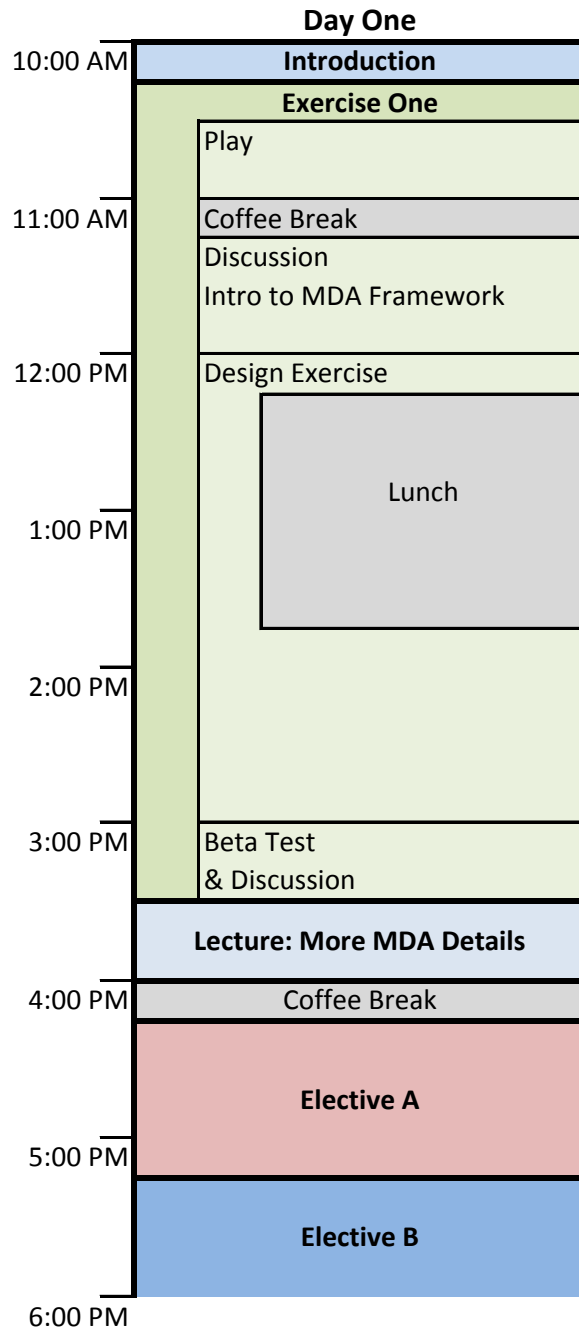 Day One
10:00 AM
Introduction
Exercise One
Play
11:00 AM
Coffee Break
Discussion
Intro to MDA Framework
12:00 PM
Design Exercise
Lunch
1:00 PM
2:00 PM
3:00 PM
Beta Test
& Discussion
Lecture: More MDA Details
4:00 PM
Coffee Break
Elective A
5:00 PM
Elective B
6:00 PM